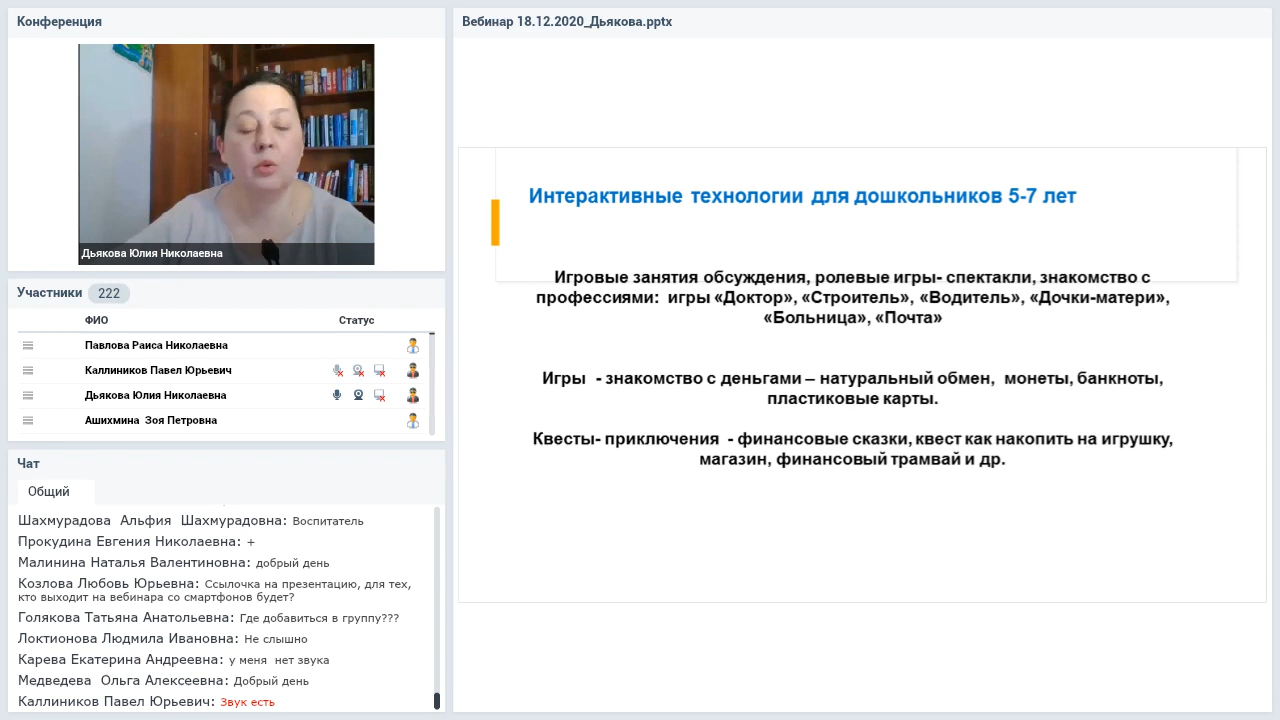 Конференция
Дьякова Юлия Николаевна
Участники 222
ФИО Статус
Павлова Раиса Николаевна
Каллиников Павел Юрьевич
Дьякова Юлия Николаевна
Ашихмина Зоя Петровна
Чат
Общий
Шахмурадова Альфия Шахмурадовна: Воспитатель
Прокудина Евгения Николаевна: +
Малинина Наталья Валентиновна: добрый день
Козлова Любовь Юрьевна: Ссылочка на презентацию, для тех,
кто выходит на вебинара со смартфонов будет?
Голякова Татьяна Анатольевна: Где добавиться в группу???
Локтионова Людмила Ивановна: Не слышно
Карева Екатерина Андреевна: у меня нет звука
Медведева Ольга Алексеевна: Добрый день
Каллиников Павел Юрьевич: Звук есть
Вебинар 18.12.2020_Дьякова.pptx
Интерактивные технологии для дошкольников 5-7 лет
Игровые занятия обсуждения, ролевые игры- спектакли, знакомство с
профессиями: игры «Доктор», «Строитель», «Водитель», «Дочки-матери»,
«Больница», «Почта»
Игры - знакомство с деньгами – натуральный обмен, монеты, банкноты,
пластиковые карты.
Квесты- приключения - финансовые сказки, квест как накопить на игрушку,
магазин, финансовый трамвай и др.